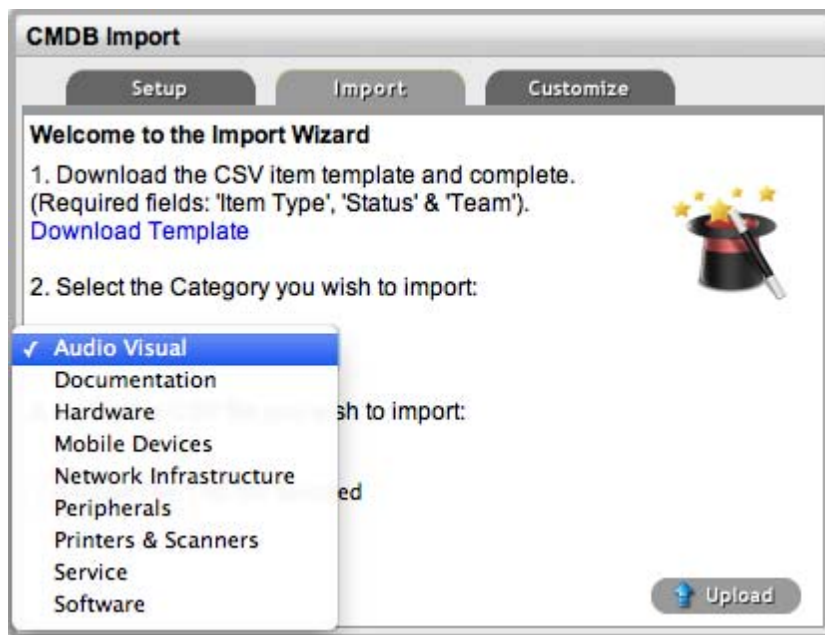 CMDB Import
Setup Import Customize
Welcome to the Import Wizard
1. Download the CSV item template and complete.
(Required fields: 'Item Type', 'Status' & 'Team').
Download Template
2. Select the Category you wish to import:
✓ Audio Visual
Documentation
Hardware
sh to import:
Mobile Devices
Network Infrastructure
ed
Peripherals
Printers & Scanners
Service
Software
Upload